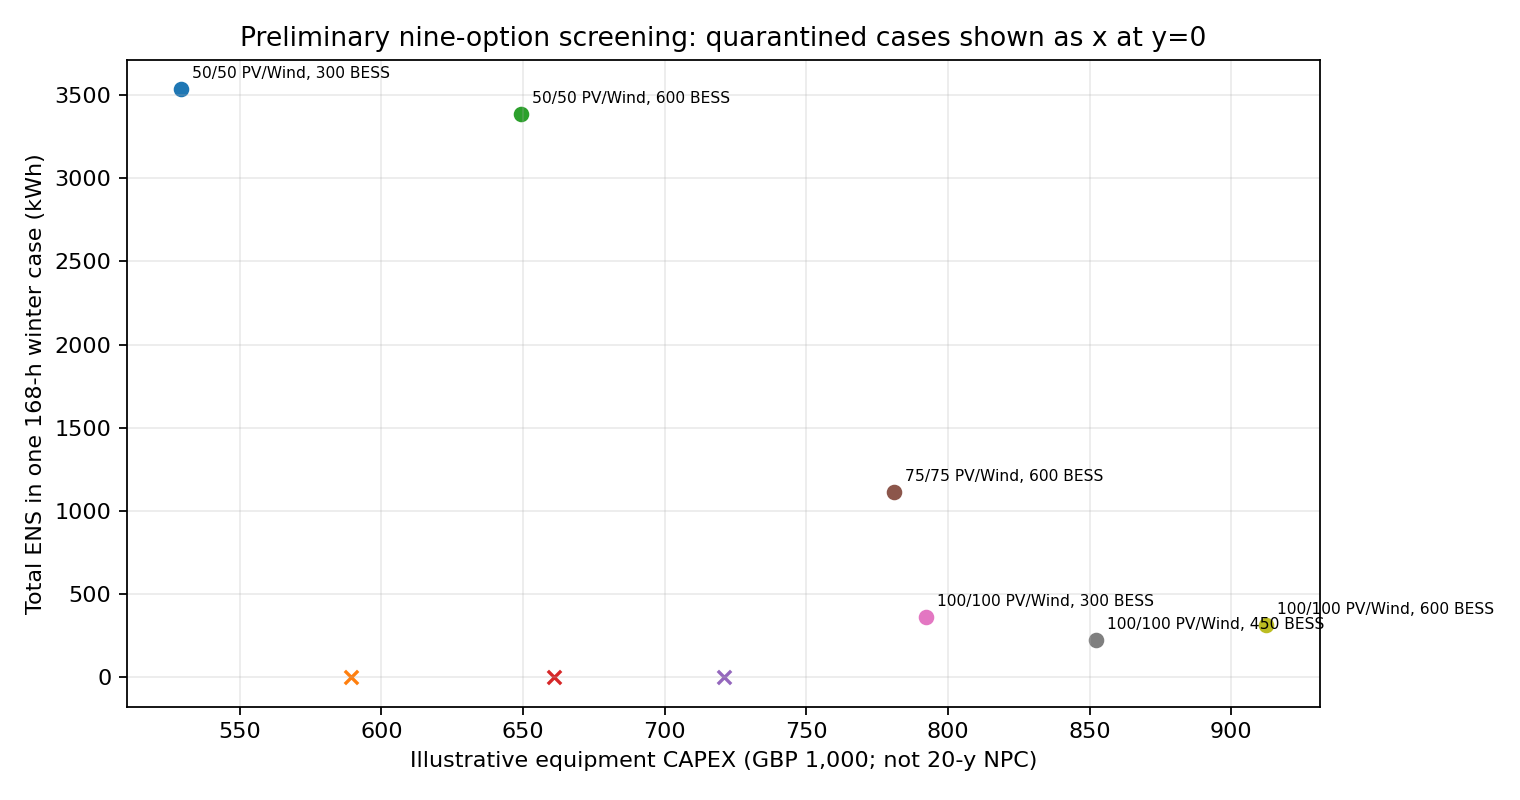 Preliminary nine-option screening: quarantined cases shown as x at y=0
Total ENS in one 168-h winter case (kWh)
3500
3000
2500
2000
1500
1000
500
0
50/50 PV/Wind, 300 BESS
50/50 PV/Wind, 600 BESS
75/75 PV/Wind, 600 BESS
100/100 PV/Wind, 300 BESS
100/100 PV/Wind, 600 BESS
100/100 PV/Wind, 450 BESS
550 600 650 700 750 800 850 900
Illustrative equipment CAPEX (GBP 1,000; not 20-y NPC)